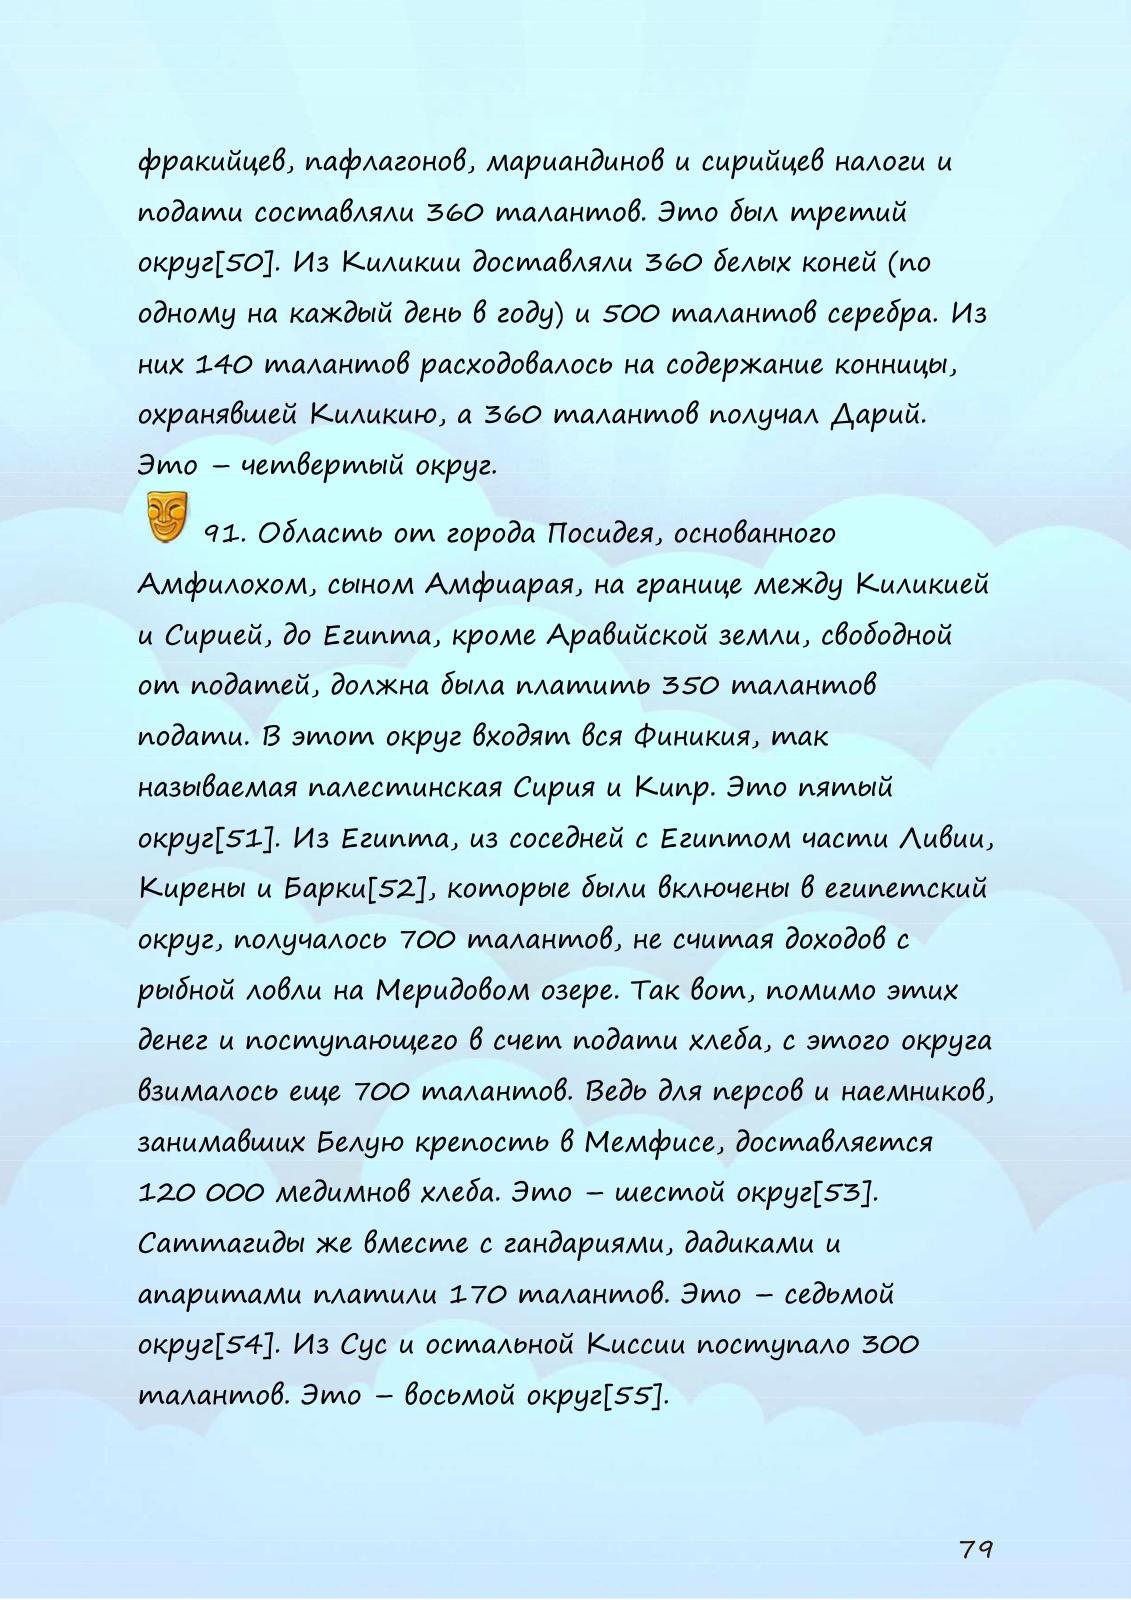 фракийцев, пафлагонов, мариандинов и сирийцев налоги и
подати составляли 360 талантов. Это был третий
округ[50]. Из Киликии доставляли 360 белых коней (по
одному на каждый день в году) и 500 талантов серебра. Из
них 140 талантов расходовалось на содержание конницы,
охранявшей Киликию, а 360 талантов получал Дарий.
Это – четвертый округ.
91. Область от города Посидея, основанного
Амфилохом, сыном Амфиарая, на границе между Киликией
и Сирией, до Египта, кроме Аравийской земли, свободной
от податей, должна была платить 350 талантов
подати. В этот округ входят вся Финикия, так
называемая палестинская Сирия и Кипр. Это пятый
округ[51]. Из Египта, из соседней с Египтом части Ливии,
Кирены и Барки[52], которые были включены в египетский
округ, получалось 700 талантов, не считая доходов с
рыбной ловли на Меридовом озере. Так вот, помимо этих
денег и поступающего в счет подати хлеба, с этого округа
взималось еще 700 талантов. Ведь для персов и наемников,
занимавших Белую крепость в Мемфисе, доставляется
120 000 медимнов хлеба. Это – шестой округ[53].
Саттагиды же вместе с гандариями, дадиками и
апаритами платили 170 талантов. Это – седьмой
округ[54]. Из Сус и остальной Киссии поступало 300
талантов. Это – восьмой округ[55].
79